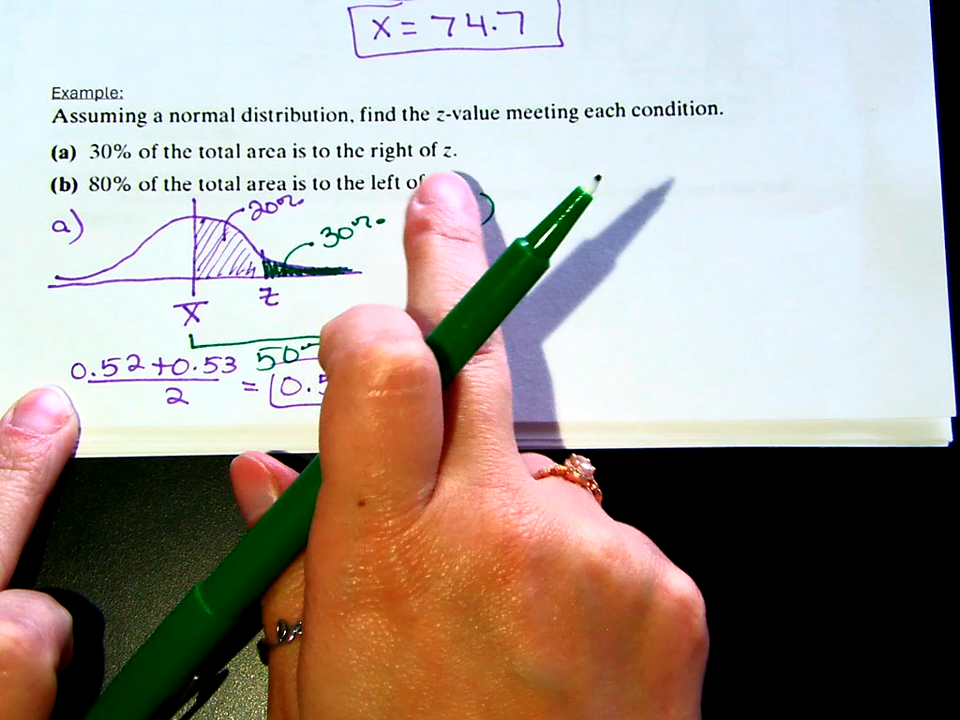 X = 74.7
Example:
Assuming a normal distribution, find the z-value meeting each condition.
(a) 30% of the total area is to the right of z.
(b) 80% of the total area is to the left of
a)
20%
30%
X̄
z
50%
0.52 + 0.53
2
= 0.5